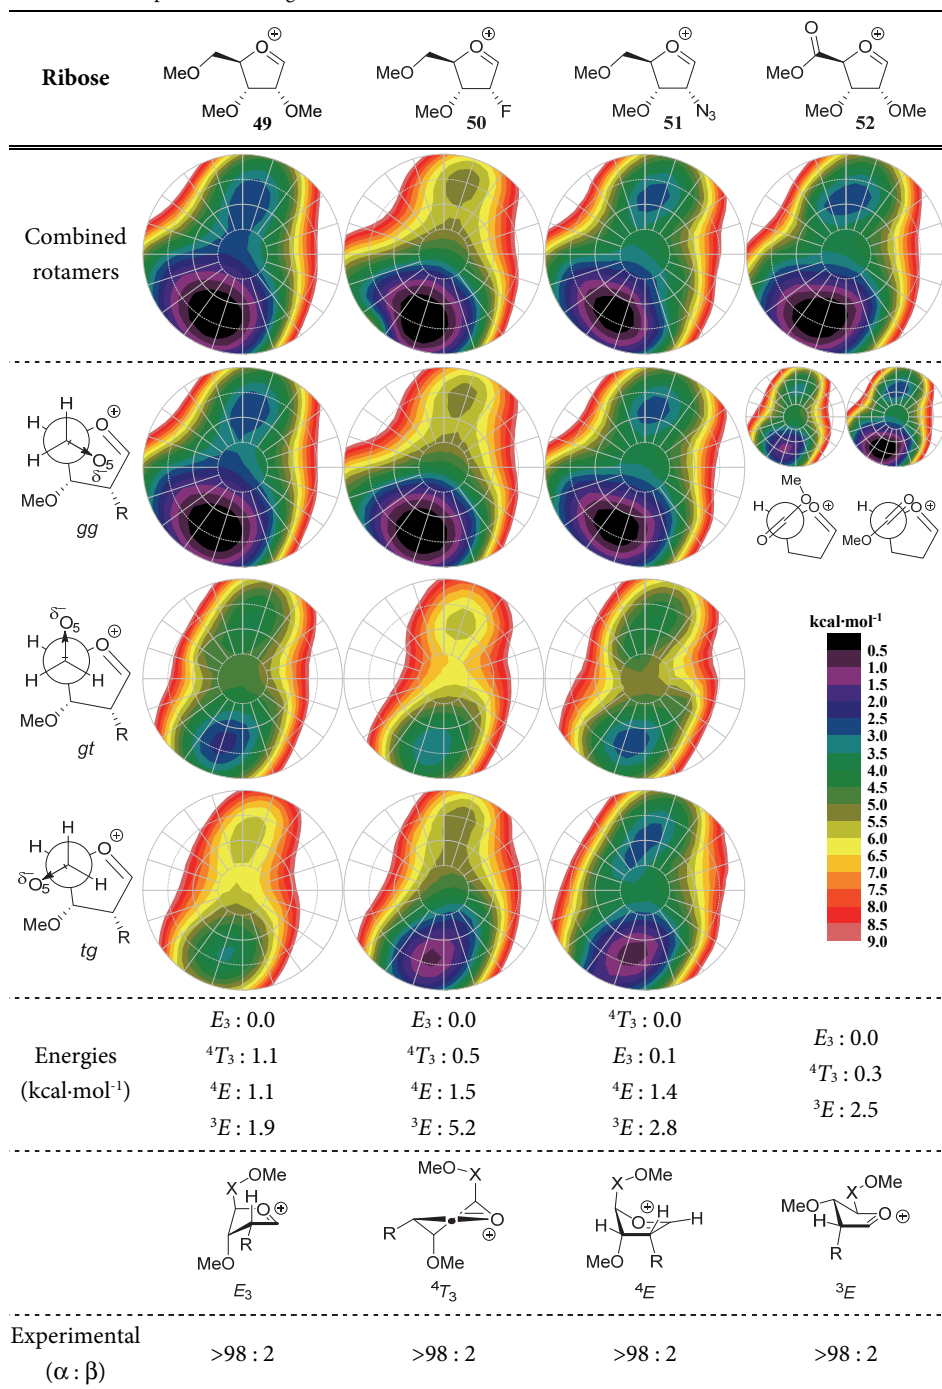 Ribose
⊕
O
MeO
MeO
OMe
49
⊕
O
MeO
MeO
F
50
⊕
O
MeO
MeO
N₃
51
O
⊕
O
MeO
MeO
OMe
52
Combined
rotamers
H
⊕
O
H
O₅
δ⁻
MeO
R
gg
Me
O
H
O
⊕
O
H
O
O
⊕
MeO
δ⁻
O₅
⊕
H
O
H
H
MeO
R
gt
kcal·mol⁻¹
0.5
1.0
1.5
2.0
2.5
3.0
3.5
4.0
4.5
5.0
5.5
6.0
6.5
7.0
7.5
8.0
8.5
9.0
H
⊕
H
O
δ⁻
O₅
H
MeO
R
tg
Energies
(kcal·mol⁻¹)
E₃ : 0.0
⁴T₃ : 1.1
⁴E : 1.1
³E : 1.9
E₃ : 0.0
⁴T₃ : 0.5
⁴E : 1.5
³E : 5.2
⁴T₃ : 0.0
E₃ : 0.1
⁴E : 1.4
³E : 2.8
E₃ : 0.0
⁴T₃ : 0.3
³E : 2.5
X
OMe
H
O
⊕
R
MeO
E₃
MeO
X
R
O
⊕
OMe
⁴T₃
OMe
X
⊕
H
H
O
H
MeO
R
⁴E
OMe
MeO
X
H
O
⊕
R
³E
Experimental
(α : β)
>98 : 2
>98 : 2
>98 : 2
>98 : 2